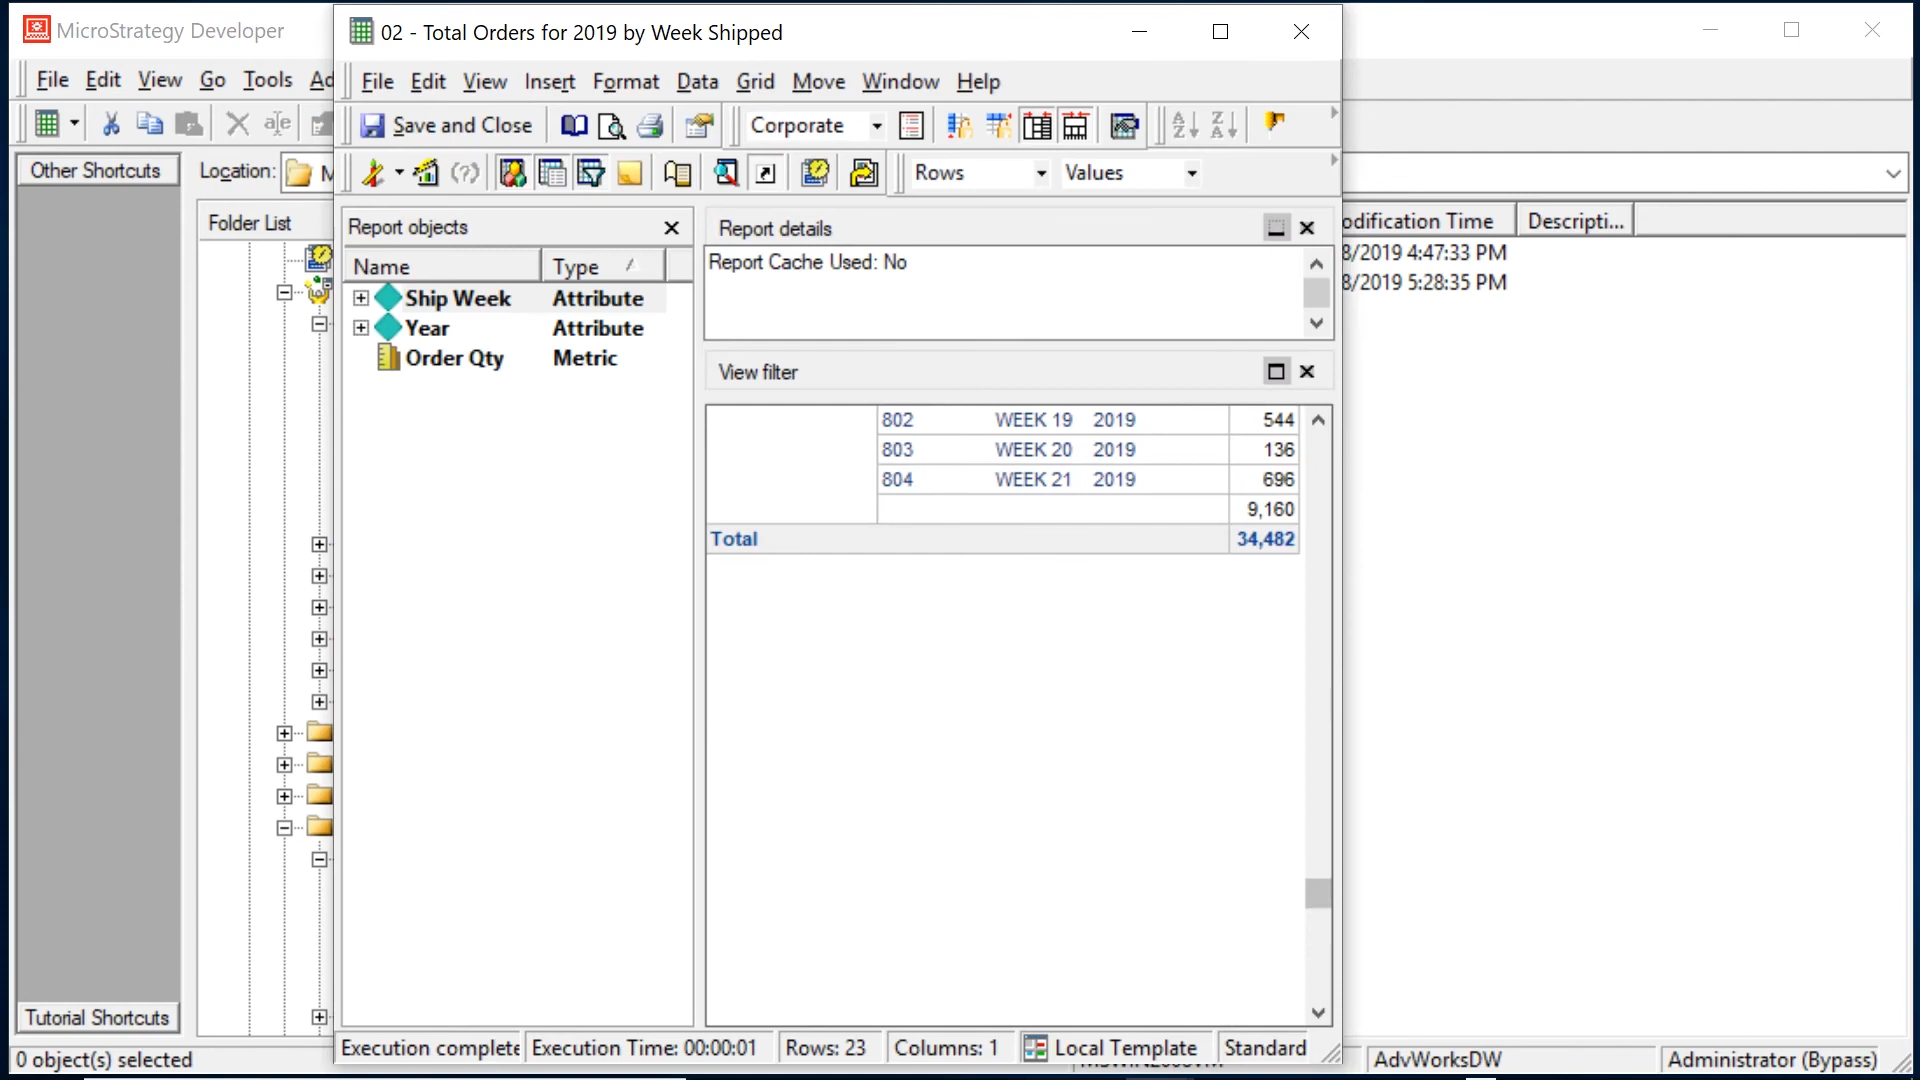 MicroStrategy Developer
File Edit View Go Tools Ad
Other Shortcuts
Location: M
Folder List
02 - Total Orders for 2019 by Week Shipped
File Edit View Insert Format Data Grid Move Window Help
Save and Close Corporate
Rows Values
Report objects
Name Type
Ship Week Attribute
Year Attribute
Order Qty Metric
Report details
Report Cache Used: No
View filter
802 WEEK 19 2019 544
803 WEEK 20 2019 136
804 WEEK 21 2019 696
9,160
Total 34,482
odification Time Descripti...
8/2019 4:47:33 PM
8/2019 5:28:35 PM
Tutorial Shortcuts
Execution complete Execution Time: 00:00:01 Rows: 23 Columns: 1 Local Template Standard
0 object(s) selected AdvWorksDW Administrator (Bypass)